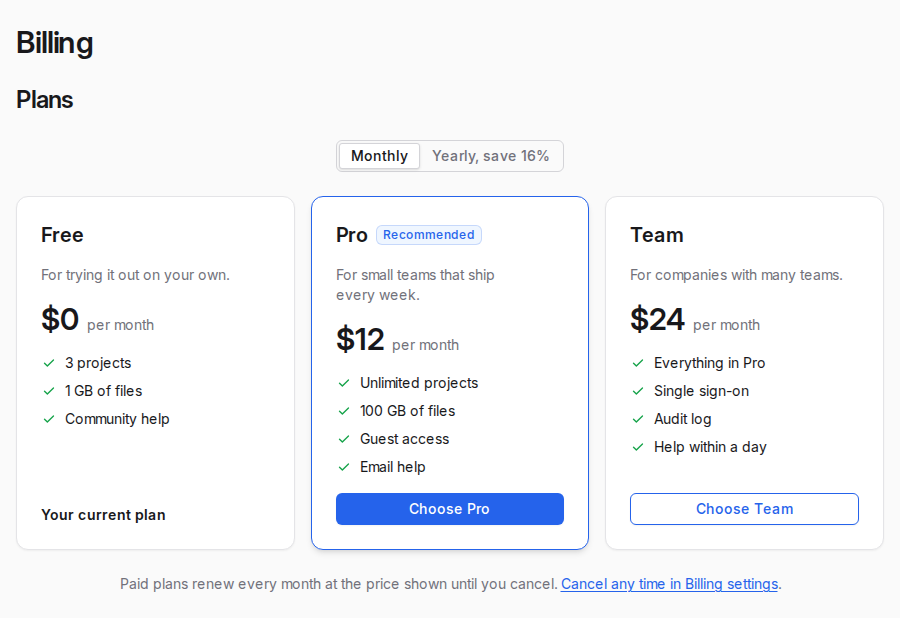 Billing
Plans
Monthly
Yearly, save 16%
Free
For trying it out on your own.
$0 per month
3 projects
1 GB of files
Community help
Your current plan
Pro
Recommended
For small teams that ship
every week.
$12 per month
Unlimited projects
100 GB of files
Guest access
Email help
Choose Pro
Team
For companies with many teams.
$24 per month
Everything in Pro
Single sign-on
Audit log
Help within a day
Choose Team
Paid plans renew every month at the price shown until you cancel. Cancel any time in Billing settings.